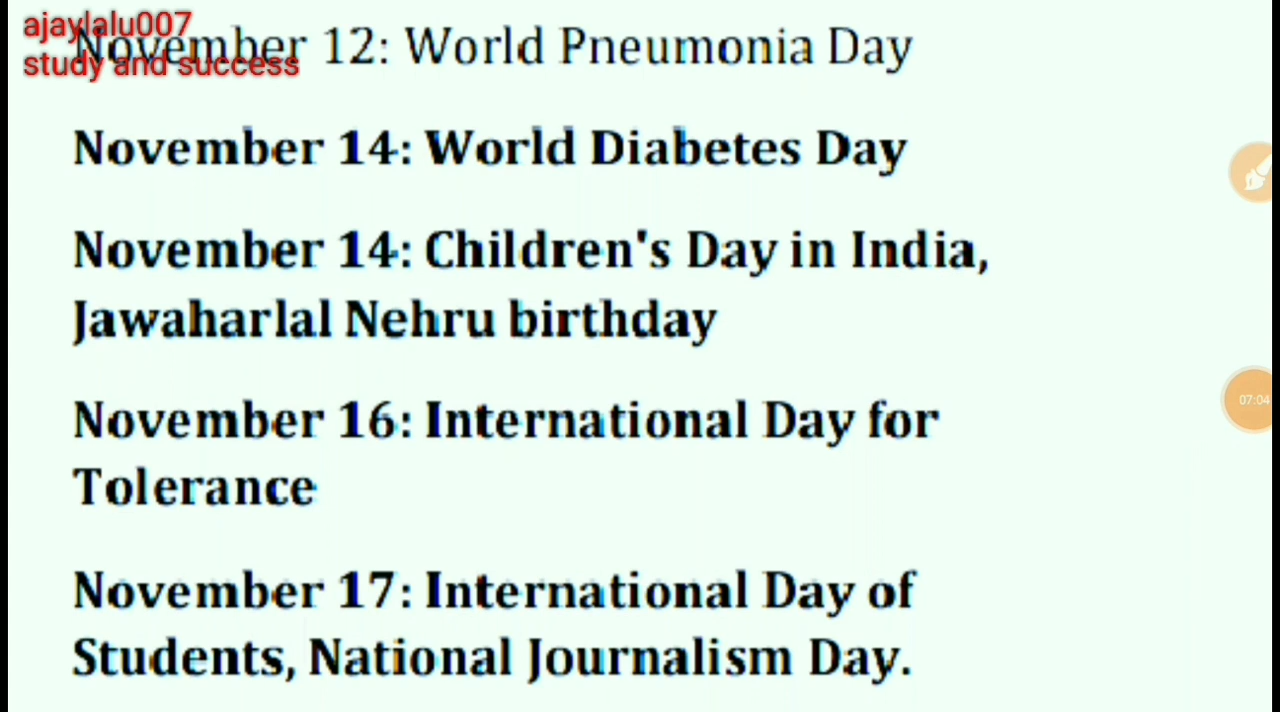 ajaylalu007
study and success
November 12: World Pneumonia Day
November 14: World Diabetes Day
November 14: Children's Day in India,
Jawaharlal Nehru birthday
November 16: International Day for
Tolerance
November 17: International Day of
Students, National Journalism Day.
07:04